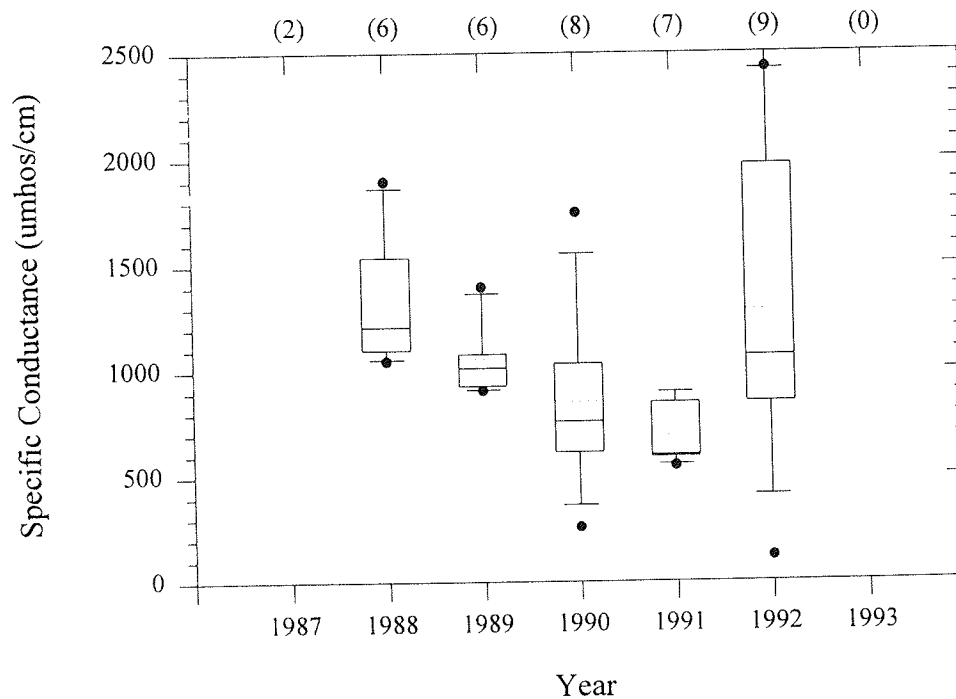 (2) (6) (6) (8) (7) (9) (0)
2500
2000
1500
1000
500
0
Specific Conductance (umhos/cm)
1987 1988 1989 1990 1991 1992 1993
Year